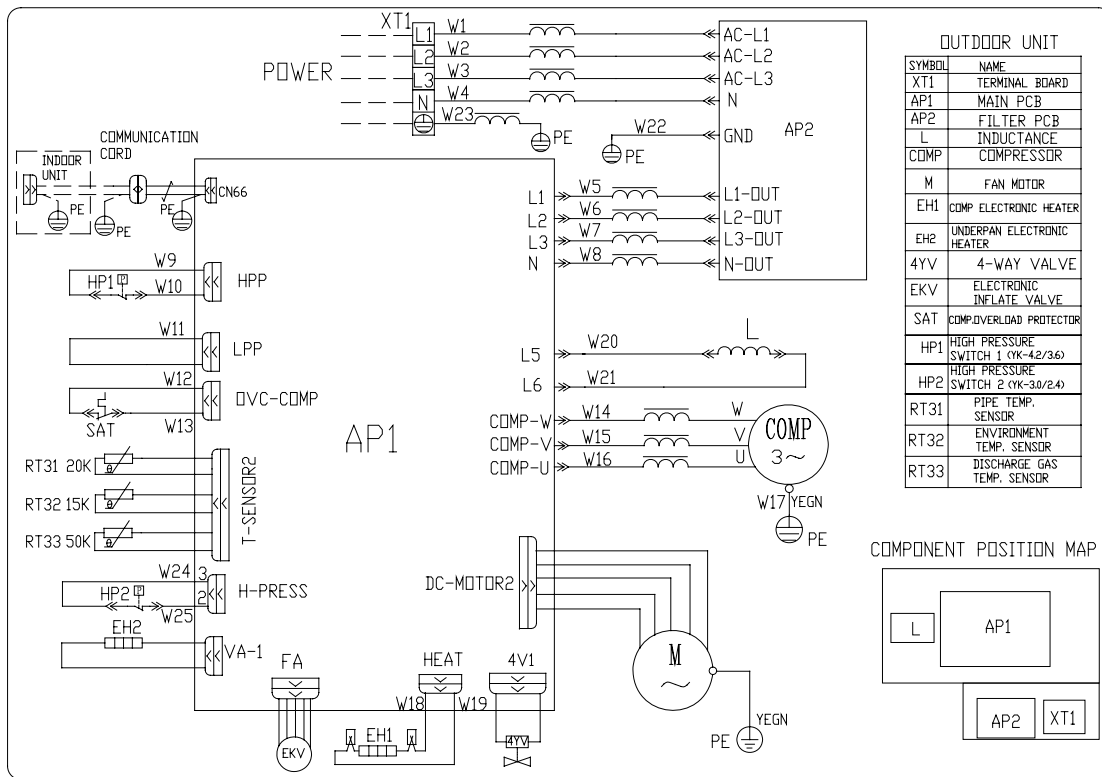 XT1
POWER
L1
L2
L3
N
W1
W2
W3
W4
W23
PE
AC-L1
AC-L2
AC-L3
N
GND
W22
PE
AP2
L1-OUT
L2-OUT
L3-OUT
N-OUT
COMMUNICATION
CORD
INDOOR
UNIT
PE
PE
PE
CN66
L1
L2
L3
N
W5
W6
W7
W8
W9
HP1
P
W10
HPP
W11
LPP
W12
OVC-COMP
SAT
W13
RT31 20K
θ
RT32 15K
θ
RT33 50K
θ
T-SENSOR2
W24
3
2
HP2
P
W25
H-PRESS
EH2
VA-1
AP1
L5
L6
W20
W21
L
COMP-W
COMP-V
COMP-U
W14
W15
W16
W
V
U
COMP
3~
W17
YEGN
PE
DC-MOTOR2
M
~
YEGN
PE
FA
EKV
HEAT
W18
W19
EH1
4V1
4YV
OUTDOOR UNIT
SYMBOL NAME
XT1 TERMINAL BOARD
AP1 MAIN PCB
AP2 FILTER PCB
L INDUCTANCE
COMP COMPRESSOR
M FAN MOTOR
EH1 COMP ELECTRONIC HEATER
EH2 UNDERPAN ELECTRONIC
HEATER
4YV 4-WAY VALVE
EKV ELECTRONIC
INFLATE VALVE
SAT COMP.OVERLOAD PROTECTOR
HP1 HIGH PRESSURE
SWITCH 1 (YK-4.2/3.6)
HP2 HIGH PRESSURE
SWITCH 2 (YK-3.0/2.4)
RT31 PIPE TEMP.
SENSOR
RT32 ENVIRONMENT
TEMP. SENSOR
RT33 DISCHARGE GAS
TEMP. SENSOR
COMPONENT POSITION MAP
L
AP1
AP2
XT1